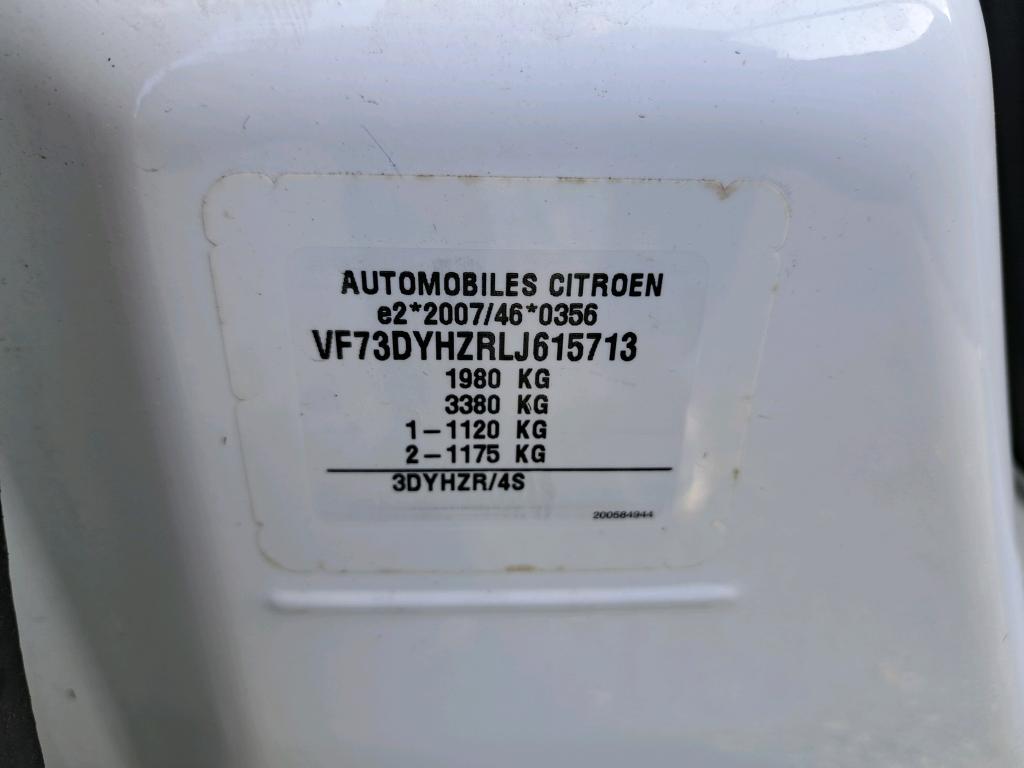 AUTOMOBILES CITROEN
e2*2007/46*0356
VF73DYHZRLJ615713
1980 KG
3380 KG
1-1120 KG
2-1175 KG
3DYHZR/4S
200584944